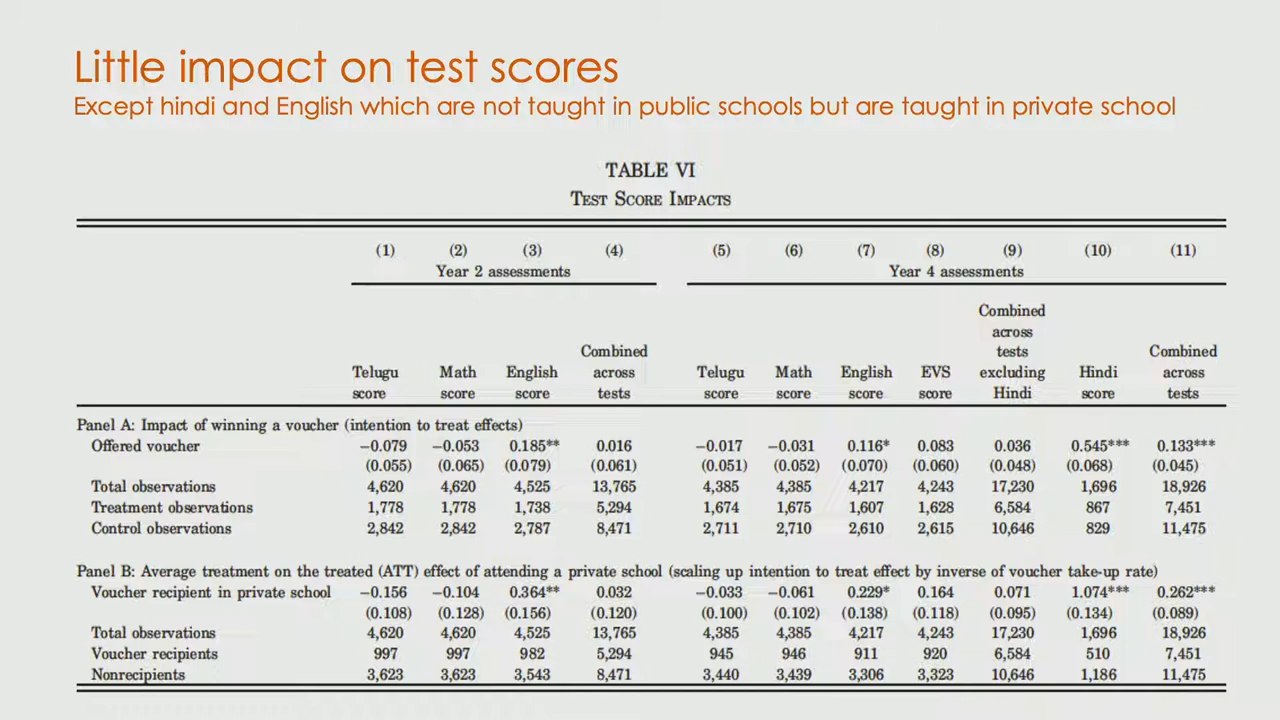 Little impact on test scores
Except hindi and English which are not taught in public schools but are taught in private school
TABLE VI
TEST SCORE IMPACTS
(1) (2) (3) (4) (5) (6) (7) (8) (9) (10) (11)
Year 2 assessments Year 4 assessments
Combined
across
Combined tests Combined
Telugu Math English across Telugu Math English EVS excluding Hindi across
score score score tests score score score score Hindi score tests
Panel A: Impact of winning a voucher (intention to treat effects)
Offered voucher −0.079 −0.053 0.185** 0.016 −0.017 −0.031 0.116* 0.083 0.036 0.545*** 0.133***
(0.055) (0.065) (0.079) (0.061) (0.051) (0.052) (0.070) (0.060) (0.048) (0.068) (0.045)
Total observations 4,620 4,620 4,525 13,765 4,385 4,385 4,217 4,243 17,230 1,696 18,926
Treatment observations 1,778 1,778 1,738 5,294 1,674 1,675 1,607 1,628 6,584 867 7,451
Control observations 2,842 2,842 2,787 8,471 2,711 2,710 2,610 2,615 10,646 829 11,475
Panel B: Average treatment on the treated (ATT) effect of attending a private school (scaling up intention to treat effect by inverse of voucher take-up rate)
Voucher recipient in private school −0.156 −0.104 0.364** 0.032 −0.033 −0.061 0.229* 0.164 0.071 1.074*** 0.262***
(0.108) (0.128) (0.156) (0.120) (0.100) (0.102) (0.138) (0.118) (0.095) (0.134) (0.089)
Total observations 4,620 4,620 4,525 13,765 4,385 4,385 4,217 4,243 17,230 1,696 18,926
Voucher recipients 997 997 982 5,294 945 946 911 920 6,584 510 7,451
Nonrecipients 3,623 3,623 3,543 8,471 3,440 3,439 3,306 3,323 10,646 1,186 11,475